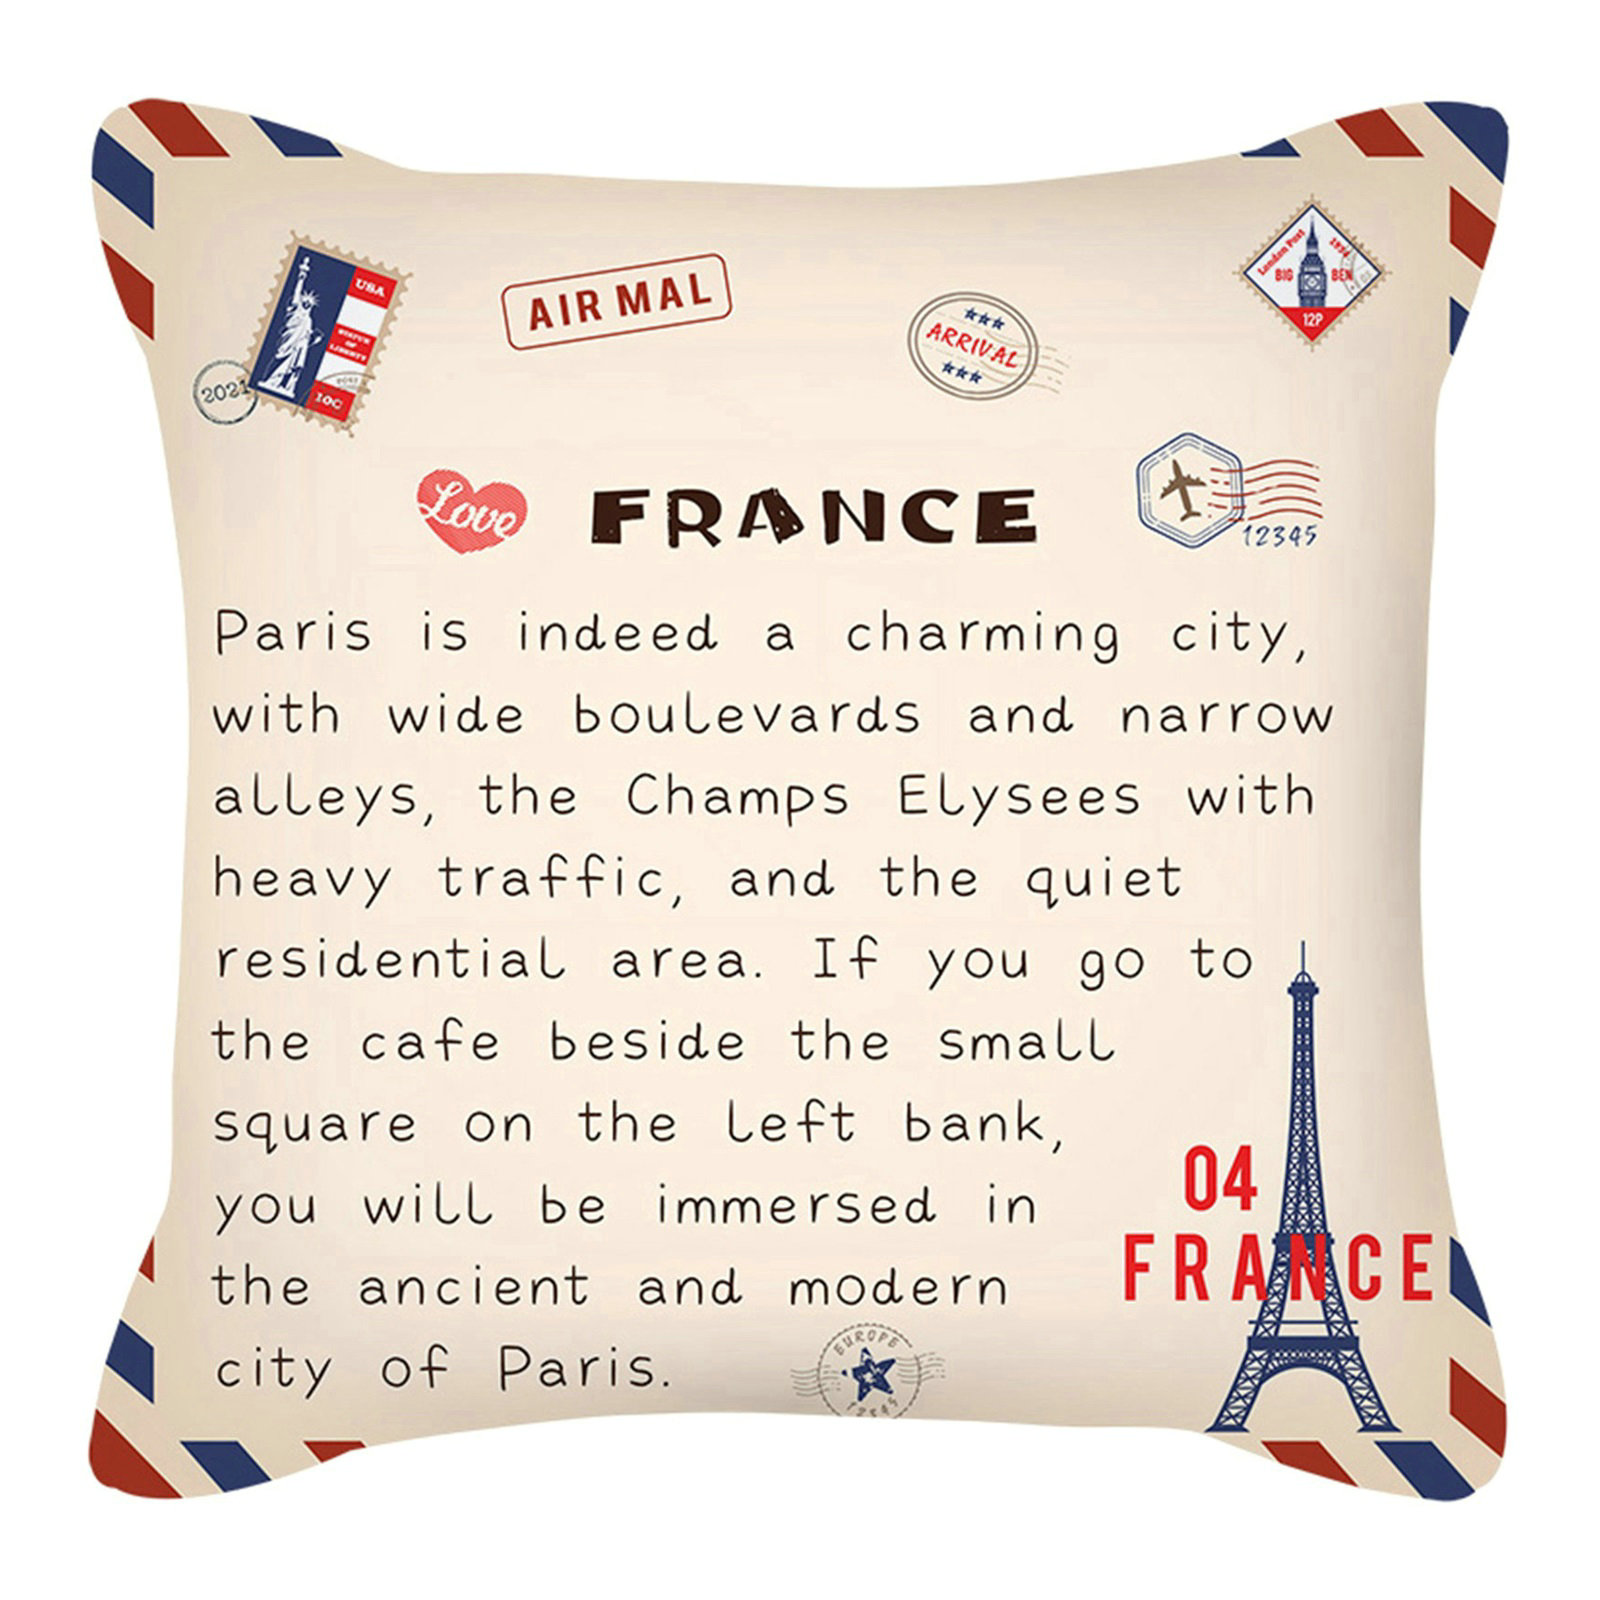 USA
STATUE
OF
LIBERTY
POST
10C
2021
AIR MAL
ARRIVAL
London Post
BIG BEN
12P
Love
FRANCE
12345
Paris is indeed a charming city,
with wide boulevards and narrow
alleys, the Champs Elysees with
heavy traffic, and the quiet
residential area. If you go to
the cafe beside the small
square on the left bank,
you will be immersed in
the ancient and modern
city of Paris.
04
FRANCE
EUROPE
12345